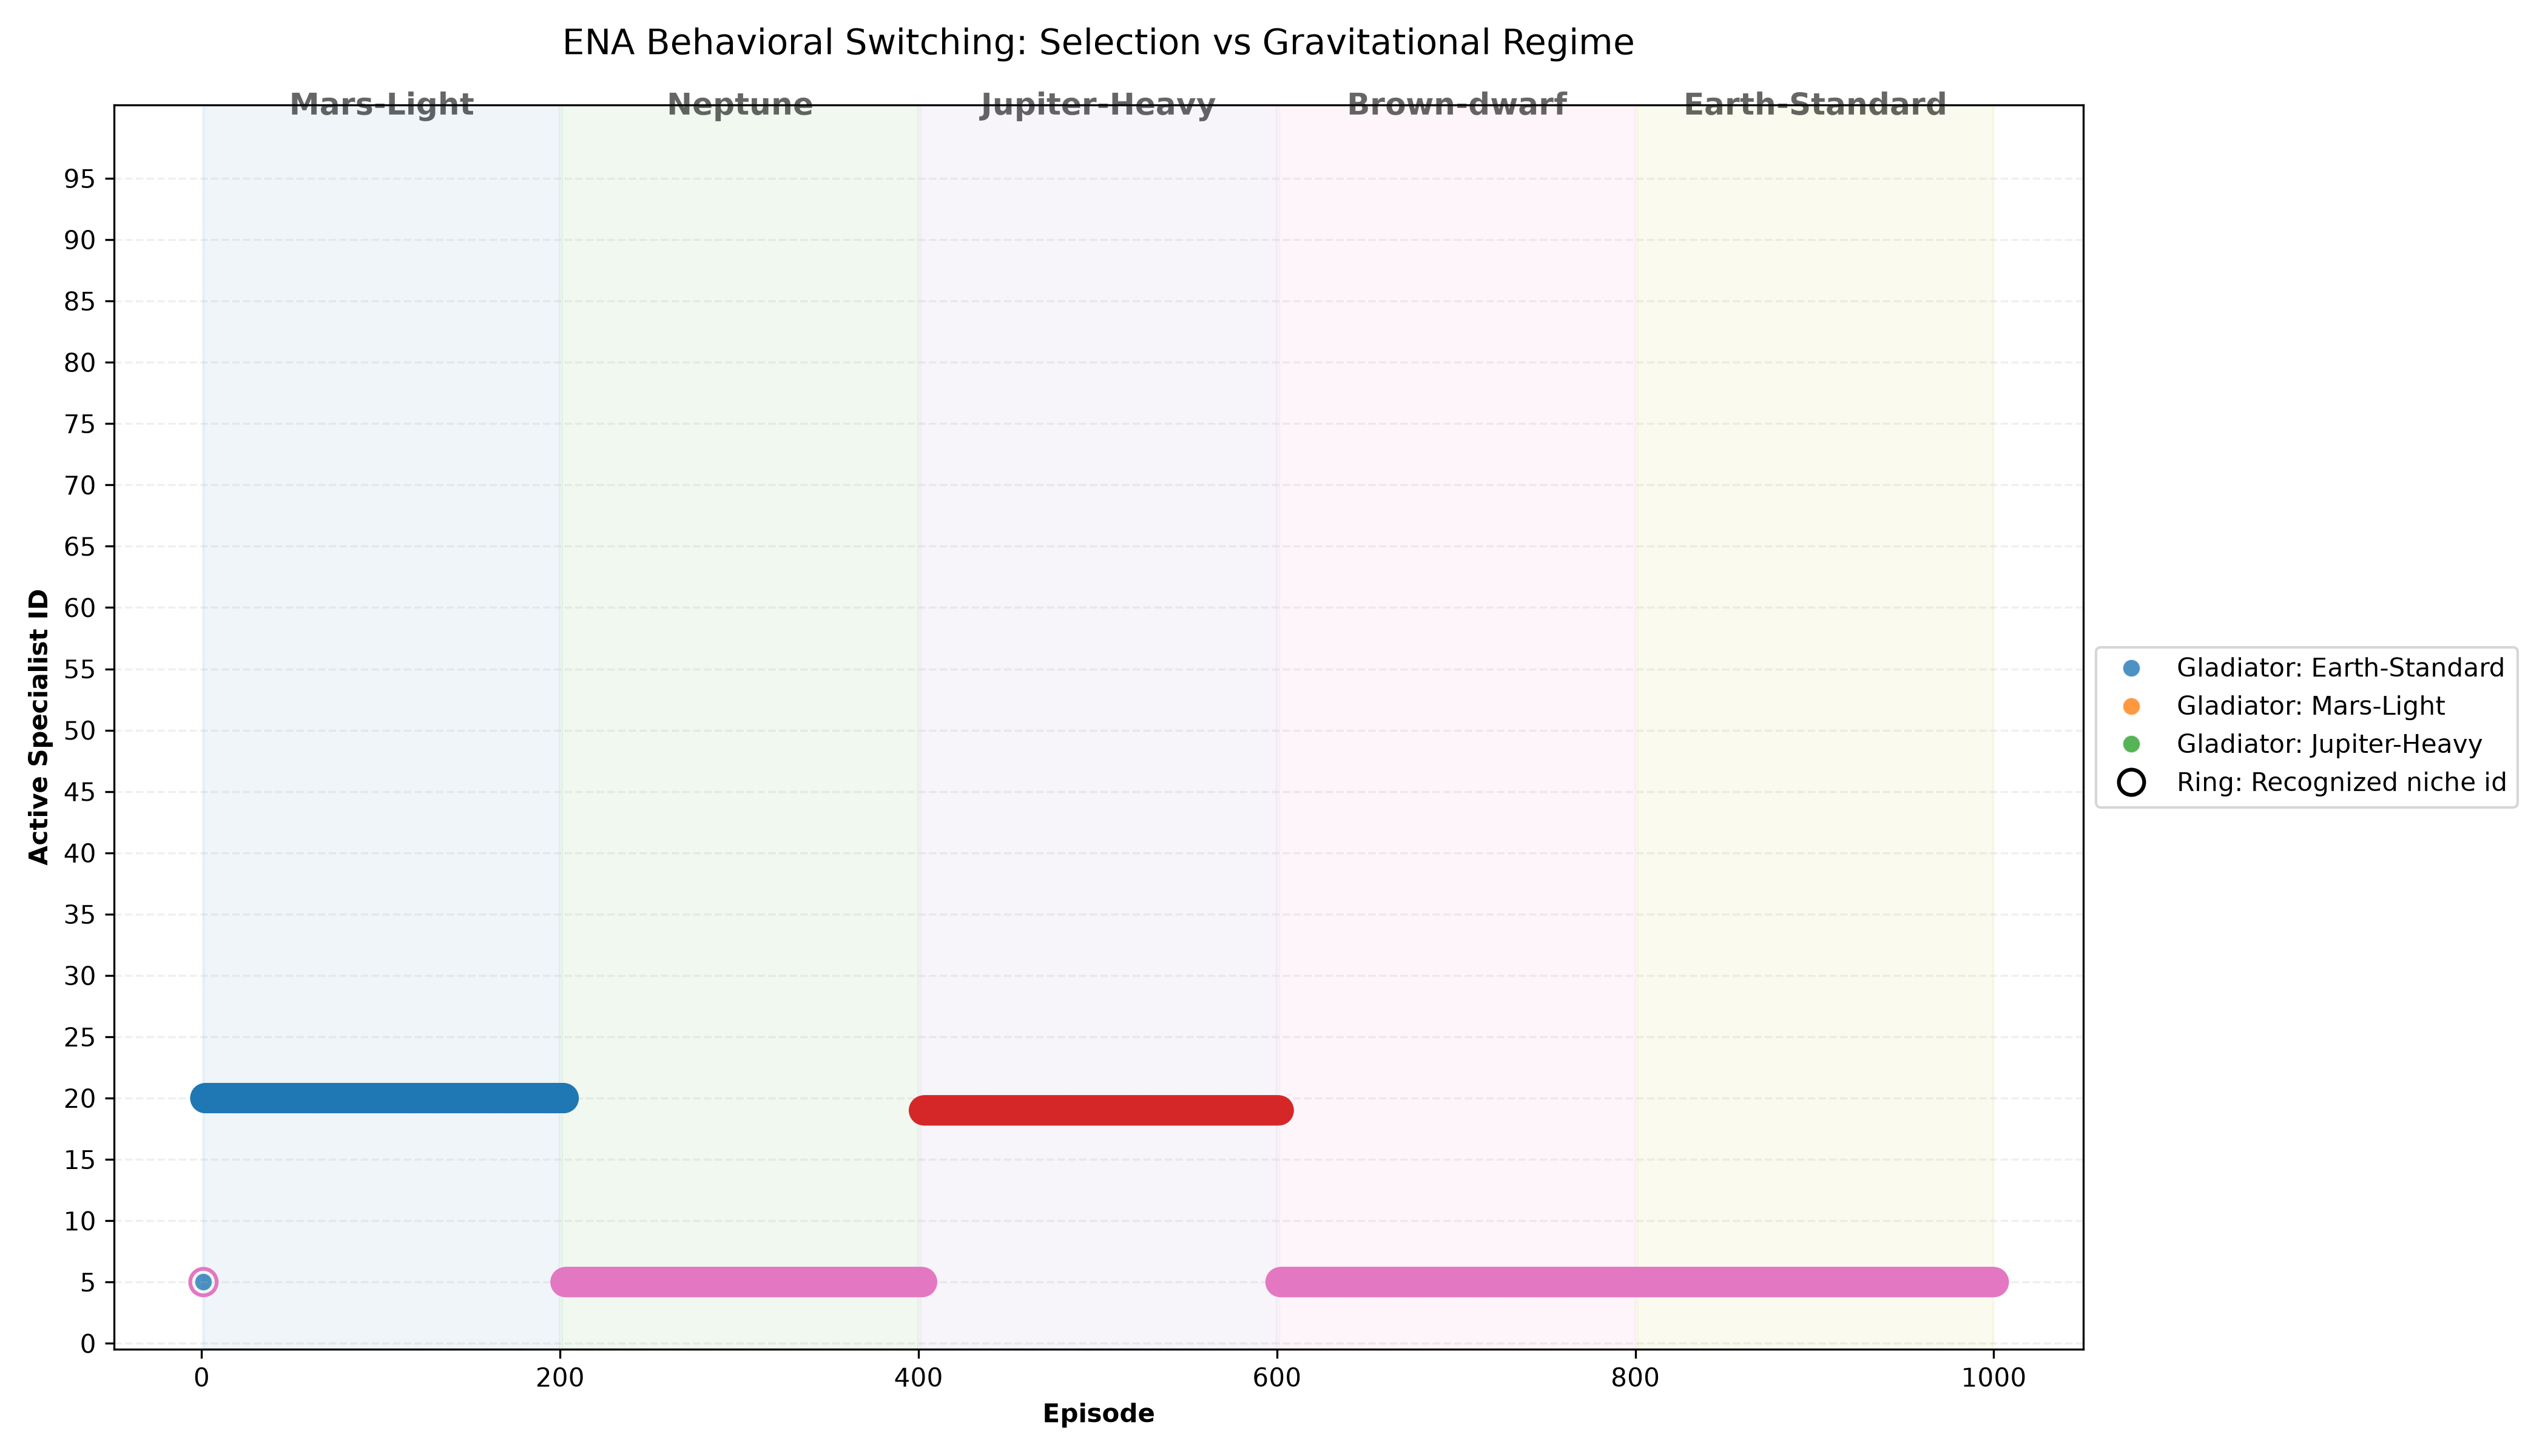 ENA Behavioral Switching: Selection vs Gravitational Regime
Mars-Light Neptune Jupiter-Heavy Brown-dwarf Earth-Standard
95
90
85
80
75
70
65
60
55
50
45
40
35
30
25
20
15
10
5
0
Active Specialist ID
0 200 400 600 800 1000
Episode
Gladiator: Earth-Standard
Gladiator: Mars-Light
Gladiator: Jupiter-Heavy
Ring: Recognized niche id